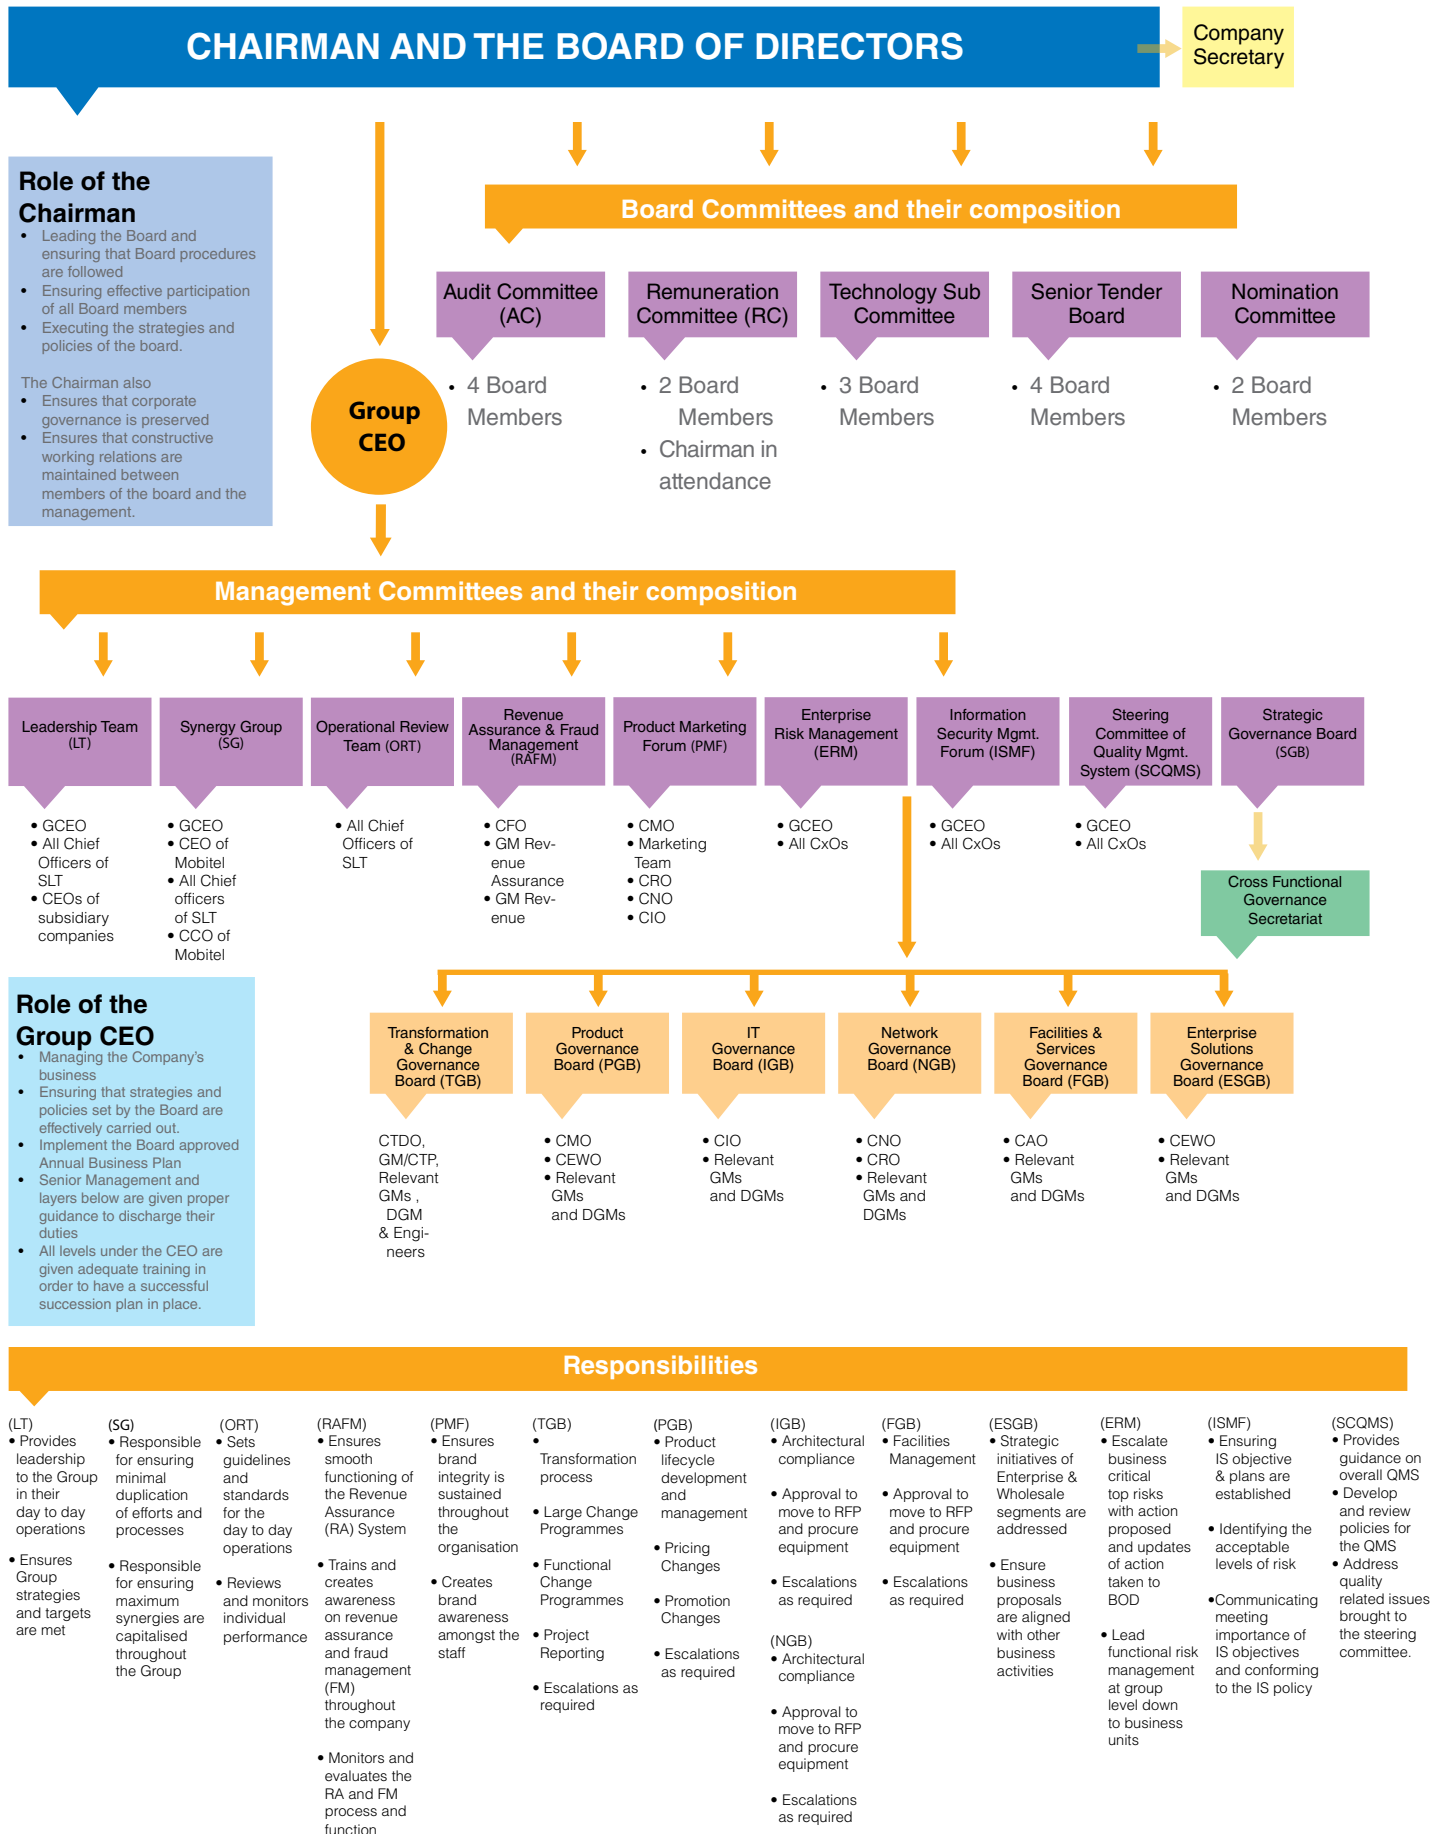 CHAIRMAN AND THE BOARD OF DIRECTORS
Company
Secretary
Role of the
Chairman
• Leading the Board and
ensuring that Board procedures
are followed
• Ensuring effective participation
of all Board members
• Executing the strategies and
policies of the board.
The Chairman also
• Ensures that corporate
governance is preserved
• Ensures that constructive
working relations are
maintained between
members of the board and the
management.
Board Committees and their composition
Audit Committee
(AC)
• 4 Board
Members
Remuneration
Committee (RC)
• 2 Board
Members
• Chairman in
attendance
Technology Sub
Committee
• 3 Board
Members
Senior Tender
Board
• 4 Board
Members
Nomination
Committee
• 2 Board
Members
Group
CEO
Management Committees and their composition
Leadership Team
(LT)
• GCEO
• All Chief
Officers of
SLT
• CEOs of
subsidiary
companies
Synergy Group
(SG)
• GCEO
• CEO of
Mobitel
• All Chief
officers
of SLT
• CCO of
Mobitel
Operational Review
Team (ORT)
• All Chief
Officers of
SLT
Revenue
Assurance & Fraud
Management
(RAFM)
• CFO
• GM Rev-
enue
Assurance
• GM Rev-
enue
Product Marketing
Forum (PMF)
• CMO
• Marketing
Team
• CRO
• CNO
• CIO
Enterprise
Risk Management
(ERM)
• GCEO
• All CxOs
Information
Security Mgmt.
Forum (ISMF)
• GCEO
• All CxOs
Steering
Committee of
Quality Mgmt.
System (SCQMS)
• GCEO
• All CxOs
Strategic
Governance Board
(SGB)
Cross Functional
Governance
Secretariat
Role of the
Group CEO
• Managing the Company's
business
• Ensuring that strategies and
policies set by the Board are
effectively carried out.
• Implement the Board approved
Annual Business Plan
• Senior Management and
layers below are given proper
guidance to discharge their
duties
• All levels under the CEO are
given adequate training in
order to have a successful
succession plan in place.
Transformation
& Change
Governance
Board (TGB)
CTDO,
GM/CTP,
Relevant
GMs ,
DGM
& Engi-
neers
Product
Governance
Board (PGB)
• CMO
• CEWO
• Relevant
GMs
and DGMs
IT
Governance
Board (IGB)
• CIO
• Relevant
GMs
and DGMs
Network
Governance
Board (NGB)
• CNO
• CRO
• Relevant
GMs and
DGMs
Facilities &
Services
Governance
Board (FGB)
• CAO
• Relevant
GMs
and DGMs
Enterprise
Solutions
Governance
Board (ESGB)
• CEWO
• Relevant
GMs
and DGMs
Responsibilities
(LT)
• Provides
leadership
to the Group
in their
day to day
operations
• Ensures
Group
strategies
and targets
are met
(SG)
• Responsible
for ensuring
minimal
duplication
of efforts and
processes
• Responsible
for ensuring
maximum
synergies are
capitalised
throughout
the Group
(ORT)
• Sets
guidelines
and
standards
for the
day to day
operations
• Reviews
and monitors
individual
performance
(RAFM)
• Ensures
smooth
functioning of
the Revenue
Assurance
(RA) System
• Trains and
creates
awareness
on revenue
assurance
and fraud
management
(FM)
throughout
the company
• Monitors and
evaluates the
RA and FM
process and
function
(PMF)
• Ensures
brand
integrity is
sustained
throughout
the
organisation
• Creates
brand
awareness
amongst the
staff
(TGB)
•
Transformation
process
• Large Change
Programmes
• Functional
Change
Programmes
• Project
Reporting
• Escalations as
required
(PGB)
• Product
lifecycle
development
and
management
• Pricing
Changes
• Promotion
Changes
• Escalations
as required
(IGB)
• Architectural
compliance
• Approval to
move to RFP
and procure
equipment
• Escalations
as required
(NGB)
• Architectural
compliance
• Approval to
move to RFP
and procure
equipment
• Escalations
as required
(FGB)
• Facilities
Management
• Approval to
move to RFP
and procure
equipment
• Escalations
as required
(ESGB)
• Strategic
initiatives of
Enterprise &
Wholesale
segments are
addressed
• Ensure
business
proposals
are aligned
with other
business
activities
(ERM)
• Escalate
business
critical
top risks
with action
proposed
and updates
of action
taken to
BOD
• Lead
functional risk
management
at group
level down
to business
units
(ISMF)
• Ensuring
IS objective
& plans are
established
• Identifying the
acceptable
levels of risk
•Communicating
meeting
importance of
IS objectives
and conforming
to the IS policy
(SCQMS)
• Provides
guidance on
overall QMS
• Develop
and review
policies for
the QMS
• Address
quality
related issues
brought to
the steering
committee.